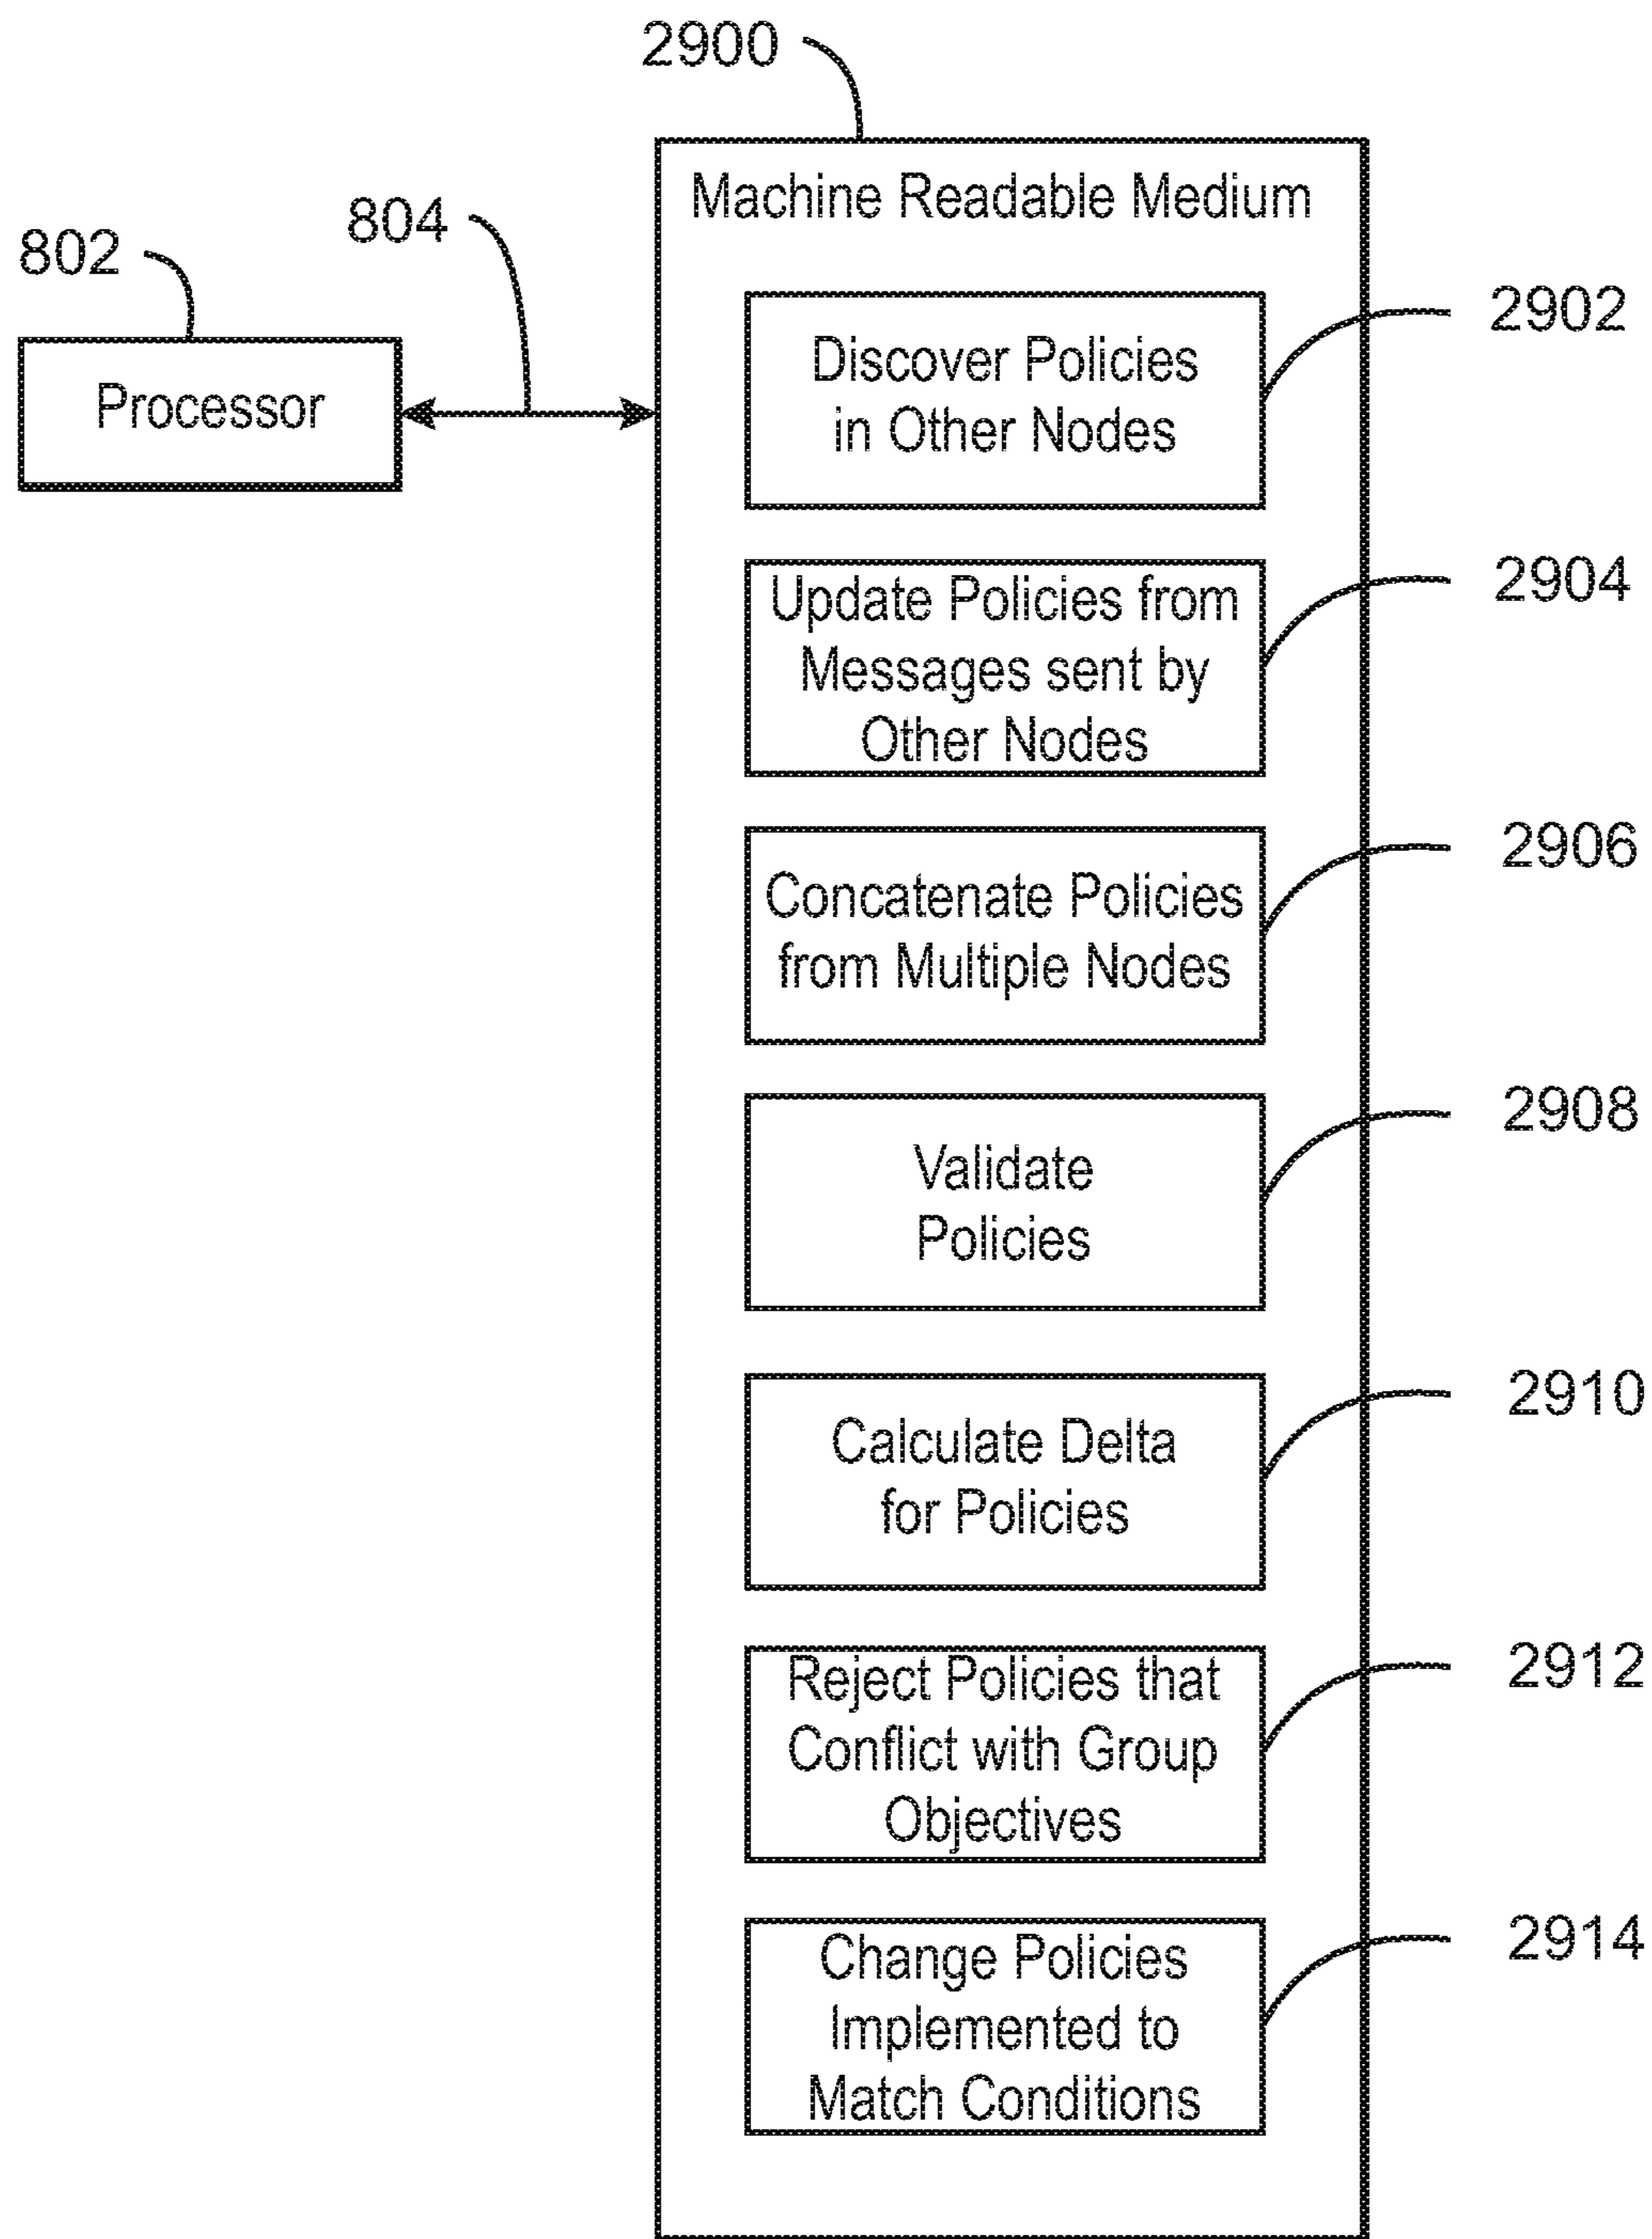 2900
Machine Readable Medium
804
802
Processor
Discover Policies
in Other Nodes
2902
Update Policies from
Messages sent by
Other Nodes
2904
Concatenate Policies
from Multiple Nodes
2906
Validate
Policies
2908
Calculate Delta
for Policies
2910
Reject Policies that
Conflict with Group
Objectives
2912
Change Policies
Implemented to
Match Conditions
2914